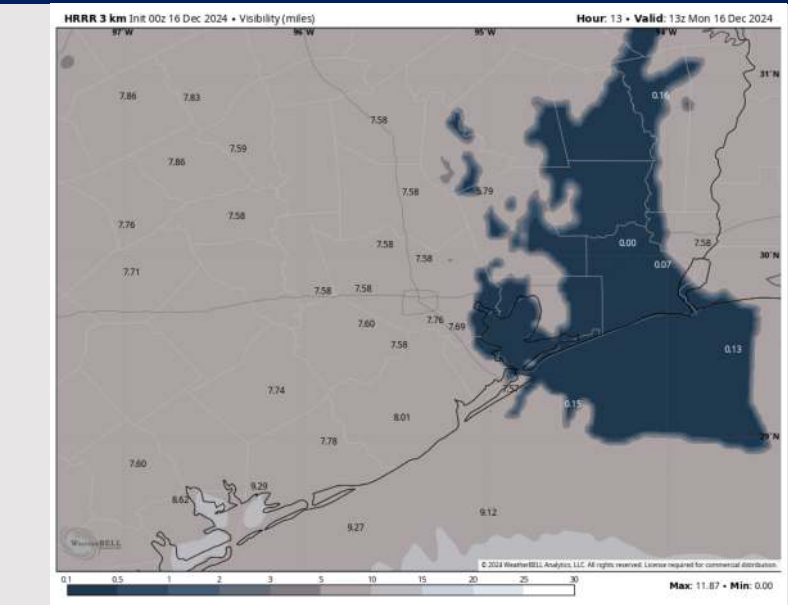 HRRR 3 km Init 00z 16 Dec 2024 • Visibility (miles) Hour: 13 • Valid: 13z Mon 16 Dec 2024
97°W 96°W 95°W 94°W
31°N
7.86 7.83 0.16
7.58
7.59
7.86
7.58 5.79
7.58
7.76
7.58 0.00 7.58
30°N
7.58 0.07
7.71
7.58 7.58
7.60 7.76 7.69
7.58 0.13
7.74 7.57
8.01 0.15
7.78 29°N
7.60
9.29
8.62
9.12
9.27
WeatherBELL
© 2024 WeatherBELL Analytics, LLC. All rights reserved. License required for commercial distribution.
0.1 0.5 1 2 3 5 10 15 20 25 30
Max: 11.87 • Min: 0.00